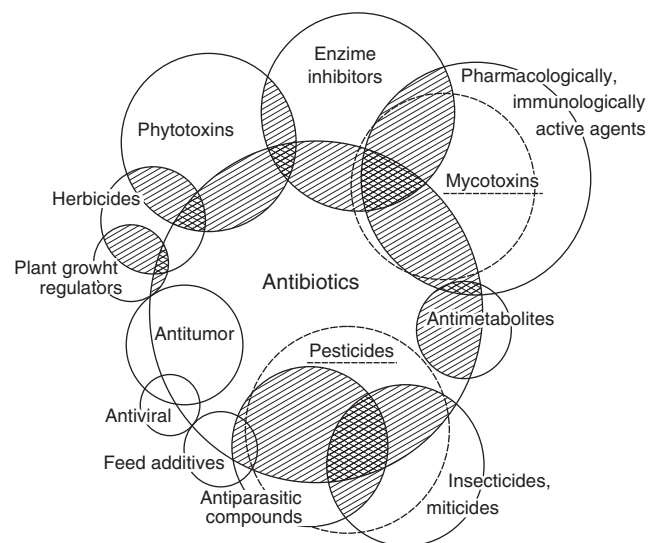 Enzime
inhibitors
Pharmacologically,
immunologically
active agents
Phytotoxins
Mycotoxins
Herbicides
Plant growht
regulators
Antibiotics
Antimetabolites
Antitumor
Pesticides
Antiviral
Feed additives
Antiparasitic
compounds
Insecticides,
miticides